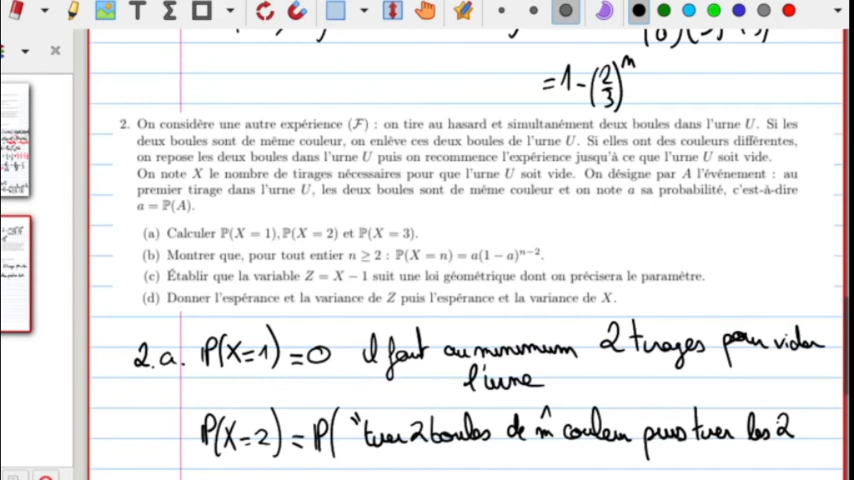 = 1 - (2/3)^n
2. On considère une autre expérience (F) : on tire au hasard et simultanément deux boules dans l'urne U. Si les
deux boules sont de même couleur, on enlève ces deux boules de l'urne U. Si elles ont des couleurs différentes,
on repose les deux boules dans l'urne U puis on recommence l'expérience jusqu'à ce que l'urne U soit vide.
On note X le nombre de tirages nécessaires pour que l'urne U soit vide. On désigne par A l'événement : au
premier tirage dans l'urne U, les deux boules sont de même couleur et on note a sa probabilité, c'est-à-dire
a = ℙ(A).
(a) Calculer ℙ(X = 1), ℙ(X = 2) et ℙ(X = 3).
(b) Montrer que, pour tout entier n ≥ 2 : ℙ(X = n) = a(1 − a)^{n−2}.
(c) Établir que la variable Z = X − 1 suit une loi géométrique dont on précisera le paramètre.
(d) Donner l'espérance et la variance de Z puis l'espérance et la variance de X.
2.a. ℙ(X=1) = 0 il faut au minimum 2 tirages pour vider
l'urne
ℙ(X=2) = ℙ( "tirer 2 boules de m̂ couleur puis tirer les 2